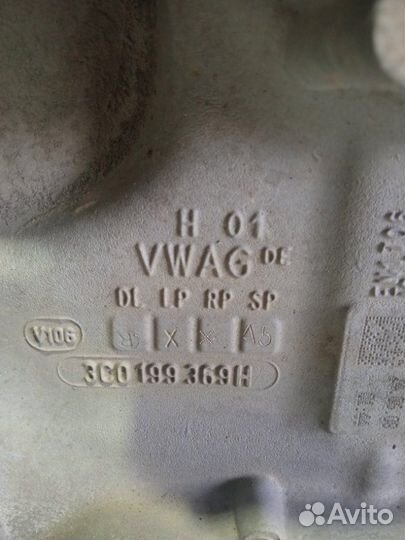 H 01
VWAG DE
DL LP RP SP
V106 X A5
3C0 199 369H
Avito